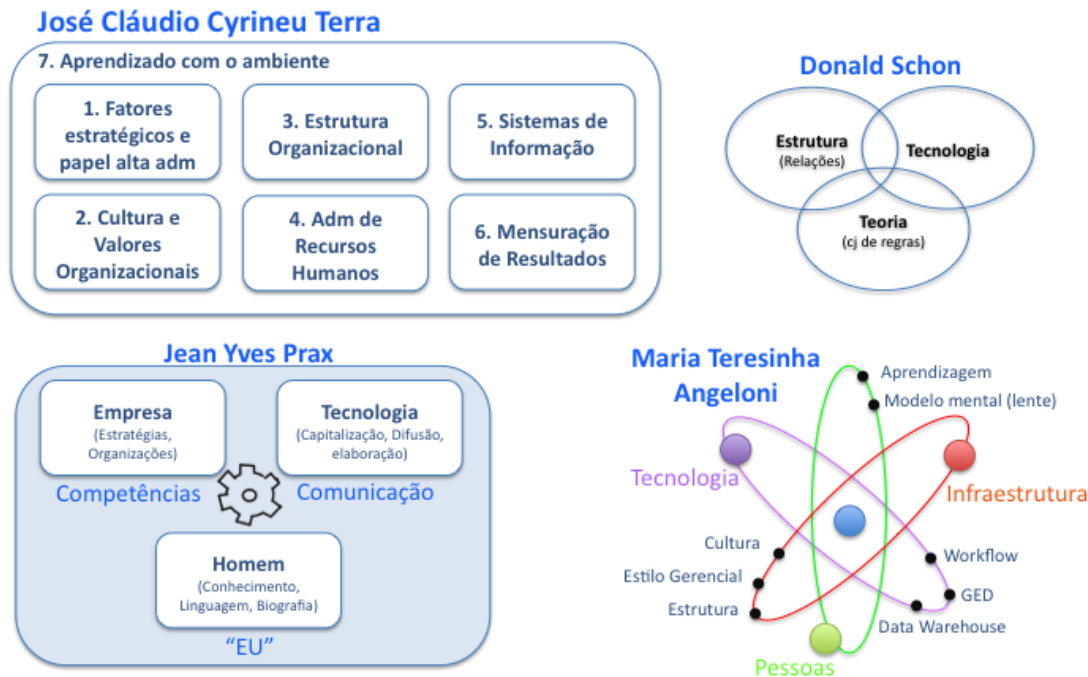 José Cláudio Cyrineu Terra
7. Aprendizado com o ambiente
1. Fatores
estratégicos e
papel alta adm
3. Estrutura
Organizacional
5. Sistemas de
Informação
2. Cultura e
Valores
Organizacionais
4. Adm de
Recursos
Humanos
6. Mensuração
de Resultados
Donald Schon
Estrutura
(Relações)
Tecnologia
Teoria
(cj de regras)
Jean Yves Prax
Empresa
(Estratégias,
Organizações)
Competências
Tecnologia
(Capitalização, Difusão,
elaboração)
Comunicação
Homem
(Conhecimento,
Linguagem, Biografia)
“EU”
Maria Teresinha
Angeloni
Aprendizagem
Modelo mental (lente)
Tecnologia
Infraestrutura
Cultura
Estilo Gerencial
Estrutura
Workflow
GED
Data Warehouse
Pessoas